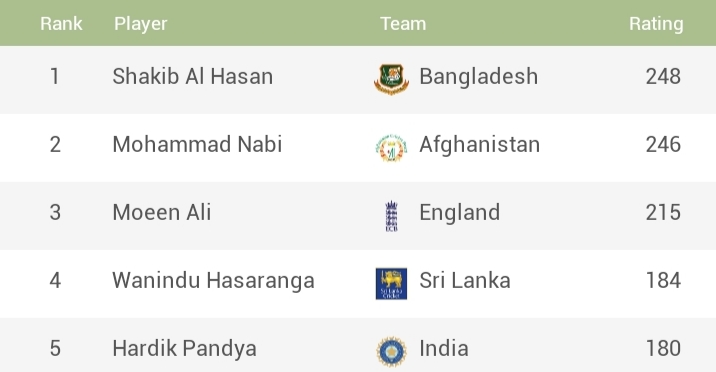 Rank Player Team Rating
1 Shakib Al Hasan Bangladesh 248
2 Mohammad Nabi Afghanistan 246
3 Moeen Ali ECB England 215
4 Wanindu Hasaranga Sri Lanka Cricket Sri Lanka 184
5 Hardik Pandya India 180